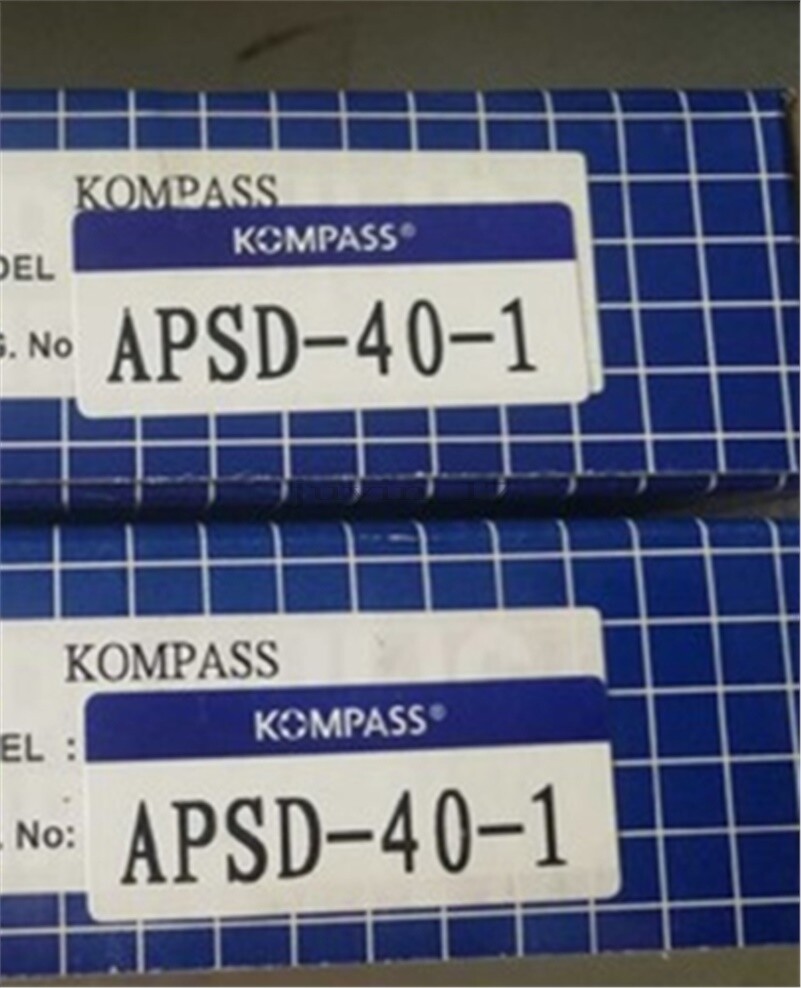 KOMPASS
KOMPASS®
DEL
G. No
APSD-40-1
KOMPASS
KOMPASS®
EL :
. No:
APSD-40-1